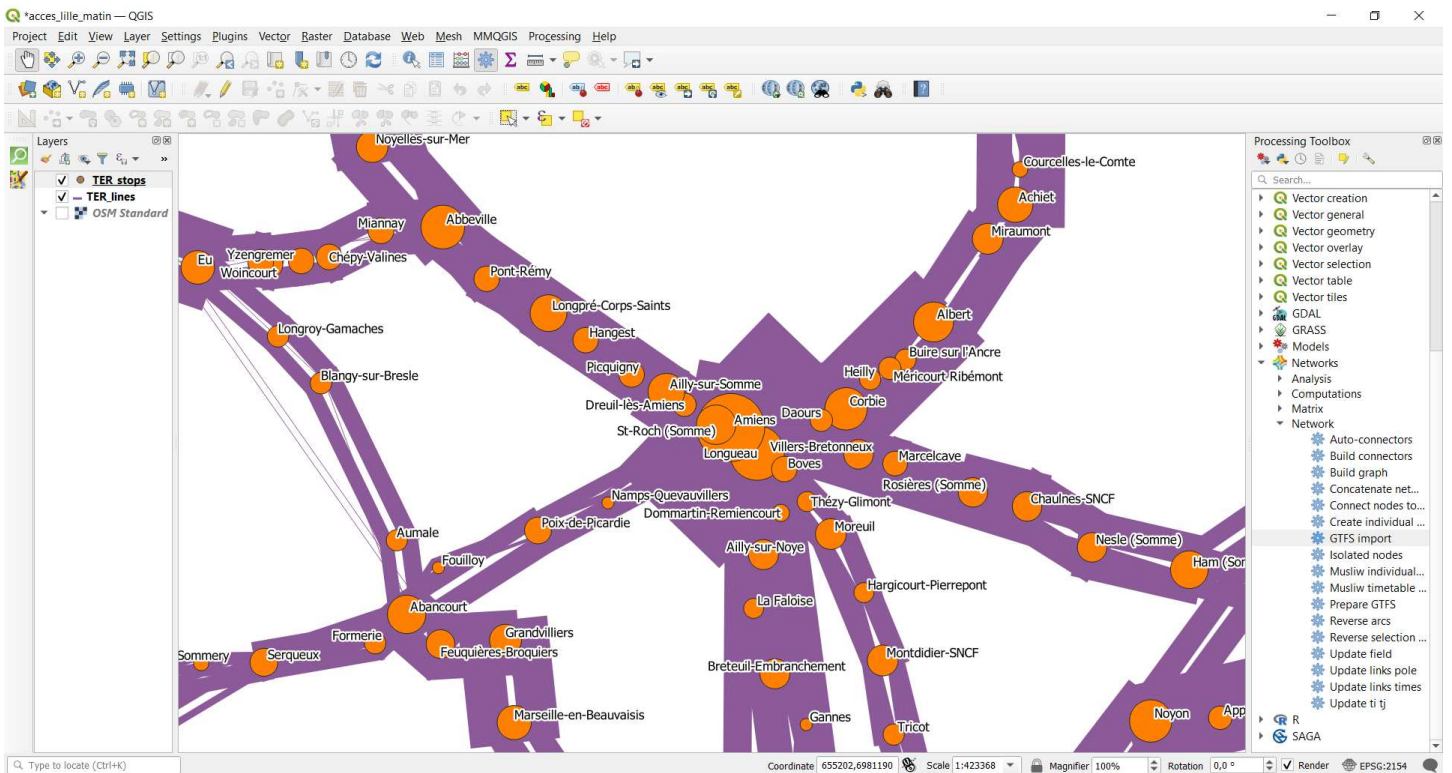 *acces_lille_matin — QGIS
Project Edit View Layer Settings Plugins Vector Raster Database Web Mesh MMQGIS Processing Help
Layers
TER_stops
TER_lines
OSM Standard
Noyelles-sur-Mer
Courcelles-le-Comte
Achiet
Miannay
Abbeville
Miraumont
Eu
Yzengremer
Woincourt
Chépy-Valines
Pont-Rémy
Longpré-Corps-Saints
Albert
Longroy-Gamaches
Hangest
Buire sur l'Ancre
Heilly
Méricourt-Ribémont
Picquigny
Blangy-sur-Bresle
Ailly-sur-Somme
Dreuil-lès-Amiens
Corbie
Daours
Amiens
St-Roch (Somme)
Longueau
Villers-Bretonneux
Boves
Marcelcave
Rosières (Somme)
Namps-Quevauvillers
Thézy-Glimont
Chaulnes-SNCF
Dommartin-Remiencourt
Poix-de-Picardie
Moreuil
Aumale
Nesle (Somme)
Ailly-sur-Noye
Fouilloy
Ham (Som
Hargicourt-Pierrepont
La Faloise
Abancourt
Formerie
Grandvilliers
Feuquières-Broquiers
Sommery
Serqueux
Montdidier-SNCF
Breteuil-Embranchement
Marseille-en-Beauvaisis
Gannes
Tricot
Noyon
App
Processing Toolbox
Search...
Vector creation
Vector general
Vector geometry
Vector overlay
Vector selection
Vector table
Vector tiles
GDAL
GRASS
Models
Networks
Analysis
Computations
Matrix
Network
Auto-connectors
Build connectors
Build graph
Concatenate net...
Connect nodes to...
Create individual ...
GTFS import
Isolated nodes
Musliw individual...
Musliw timetable ...
Prepare GTFS
Reverse arcs
Reverse selection ...
Update field
Update links pole
Update links times
Update ti tj
R
SAGA
Type to locate (Ctrl+K)
Coordinate 655202,6981190 Scale 1:423368 Magnifier 100% Rotation 0,0 ° Render EPSG:2154